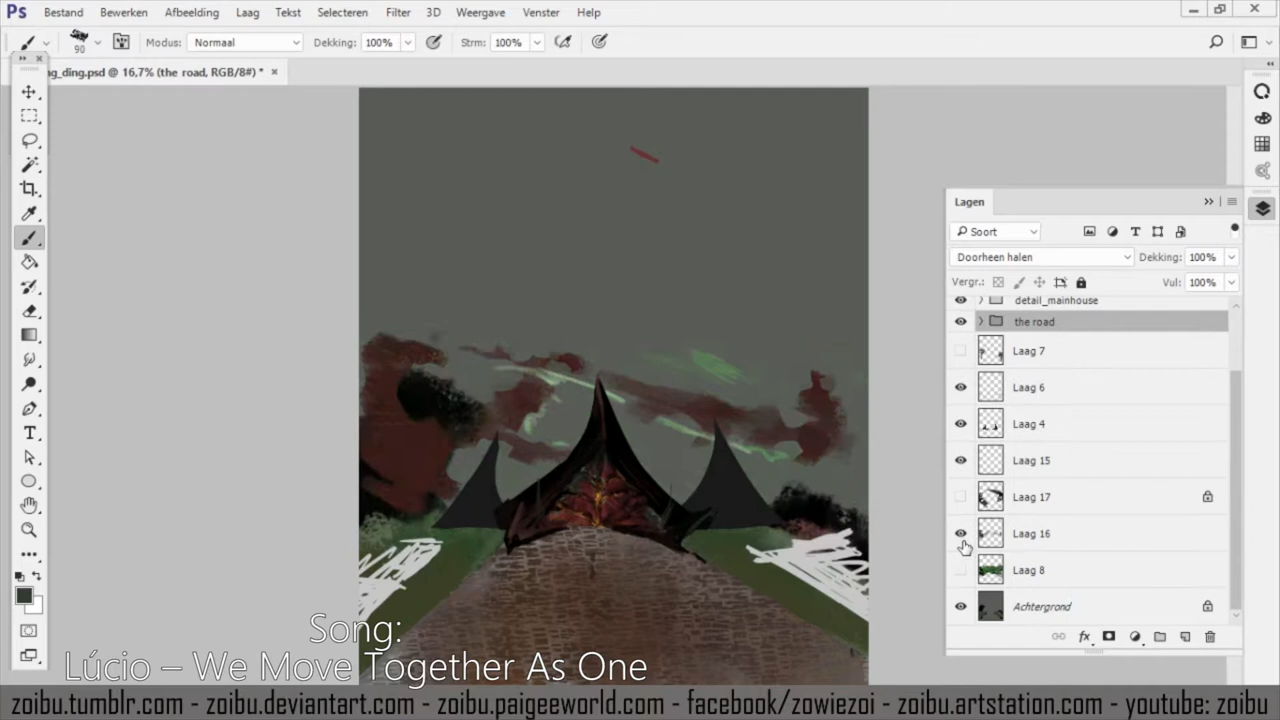 Ps Bestand Bewerken Afbeelding Laag Tekst Selecteren Filter 3D Weergave Venster Help
90 Modus: Normaal Dekking: 100% Strm: 100%
g_ding.psd @ 16,7% (the road, RGB/8#) * ×
Lagen
Soort
Doorheen halen Dekking: 100%
Vergr.: Vul: 100%
detail_mainhouse
the road
Laag 7
Laag 6
Laag 4
Laag 15
Laag 17
Laag 16
Laag 8
Achtergrond
fx
Song:
Lúcio – We Move Together As One
zoibu.tumblr.com - zoibu.deviantart.com - zoibu.paigeeworld.com - facebook/zowiezoi - zoibu.artstation.com - youtube: zoibu